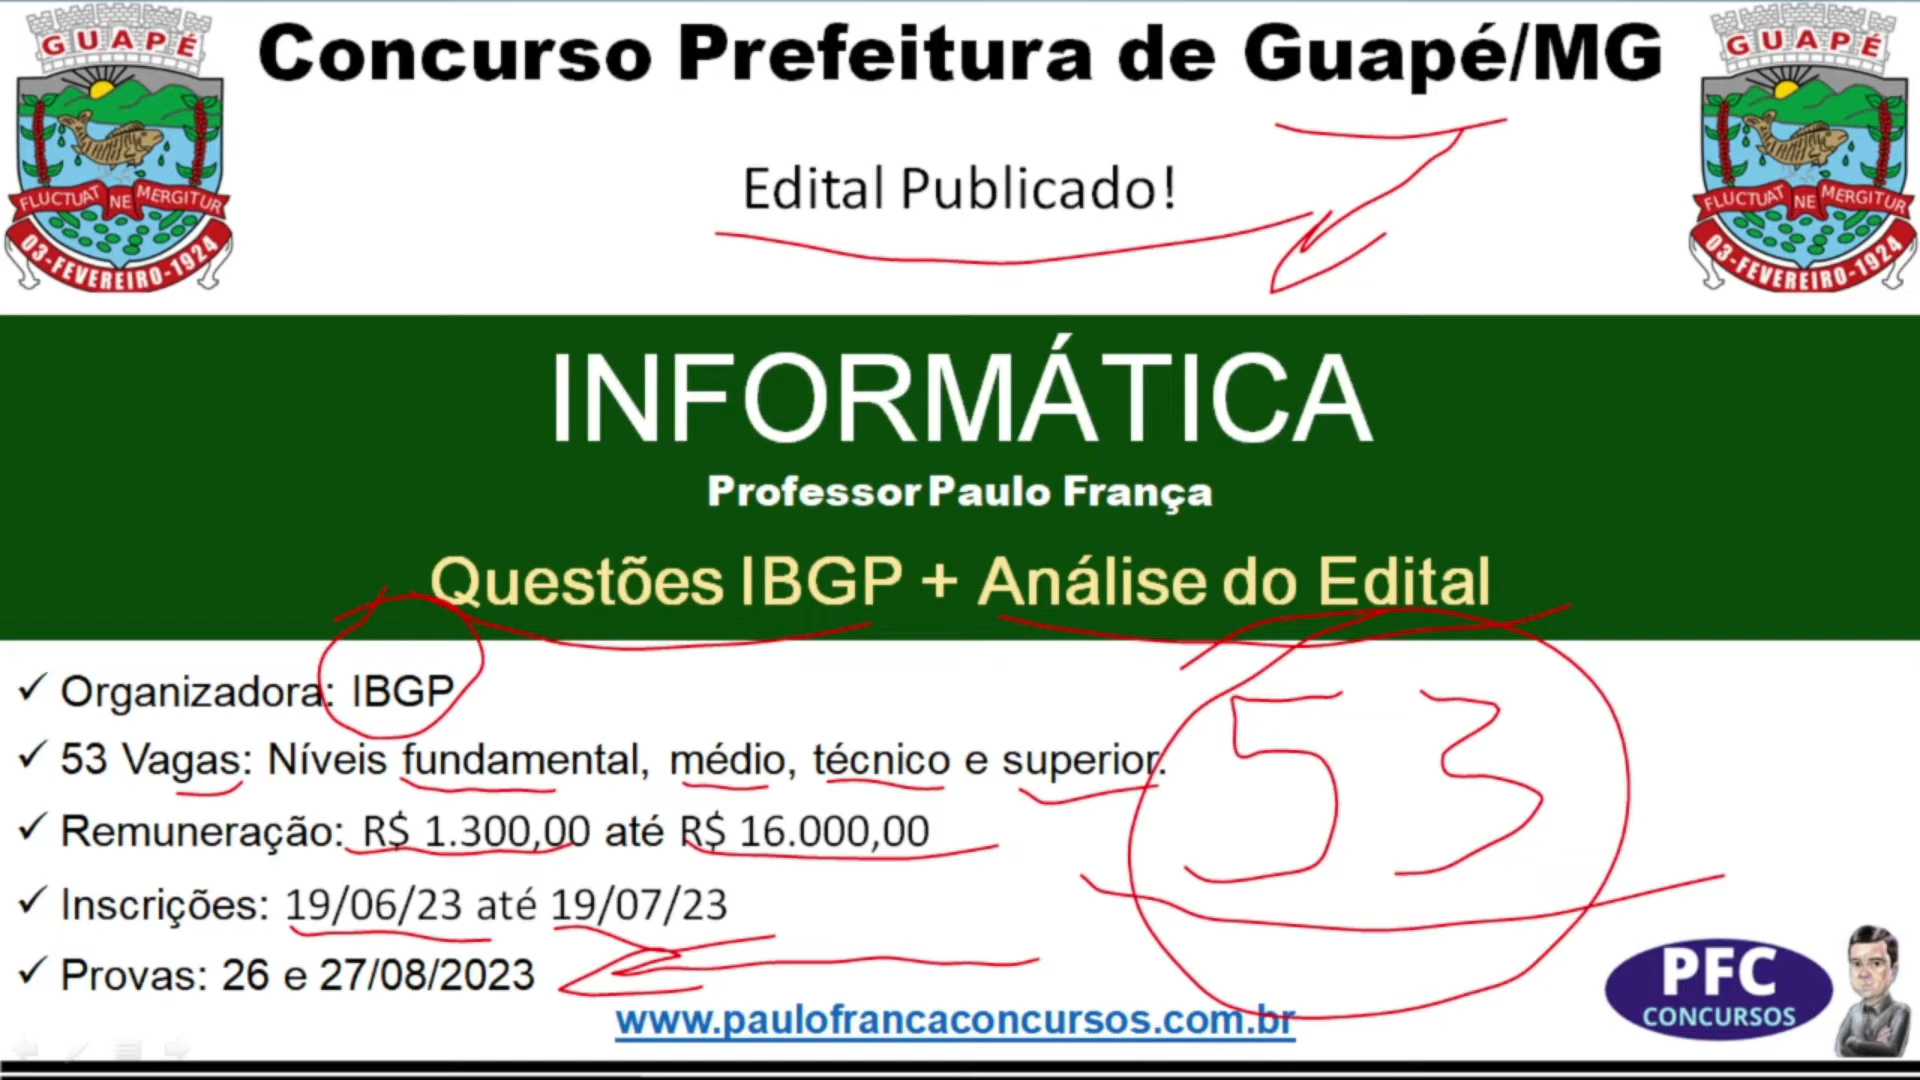 GUAPÉ
GUAPÉ
Concurso Prefeitura de Guapé/MG
Edital Publicado!
FLUCTUAT NE MERGITUR
FLUCTUAT NE MERGITUR
03-FEVEREIRO-1924
03-FEVEREIRO-1924
INFORMÁTICA
Professor Paulo França
Questões IBGP + Análise do Edital
✓ Organizadora: IBGP
✓ 53 Vagas: Níveis fundamental, médio, técnico e superior.
53
✓ Remuneração: R$ 1.300,00 até R$ 16.000,00
✓ Inscrições: 19/06/23 até 19/07/23
✓ Provas: 26 e 27/08/2023
www.paulofrancaconcursos.com.br
PFC
CONCURSOS